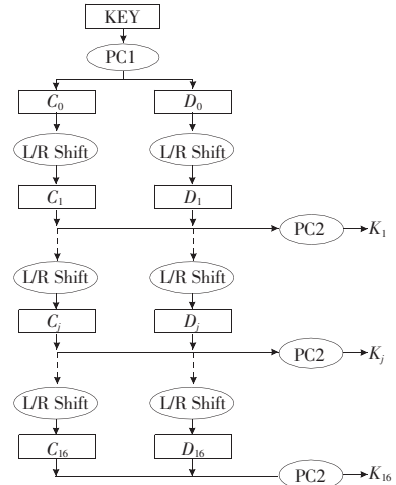 KEY
PC1
C₀ D₀
L/R Shift L/R Shift
C₁ D₁
PC2 K₁
L/R Shift L/R Shift
Cⱼ Dⱼ
PC2 Kⱼ
L/R Shift L/R Shift
C₁₆ D₁₆
PC2 K₁₆